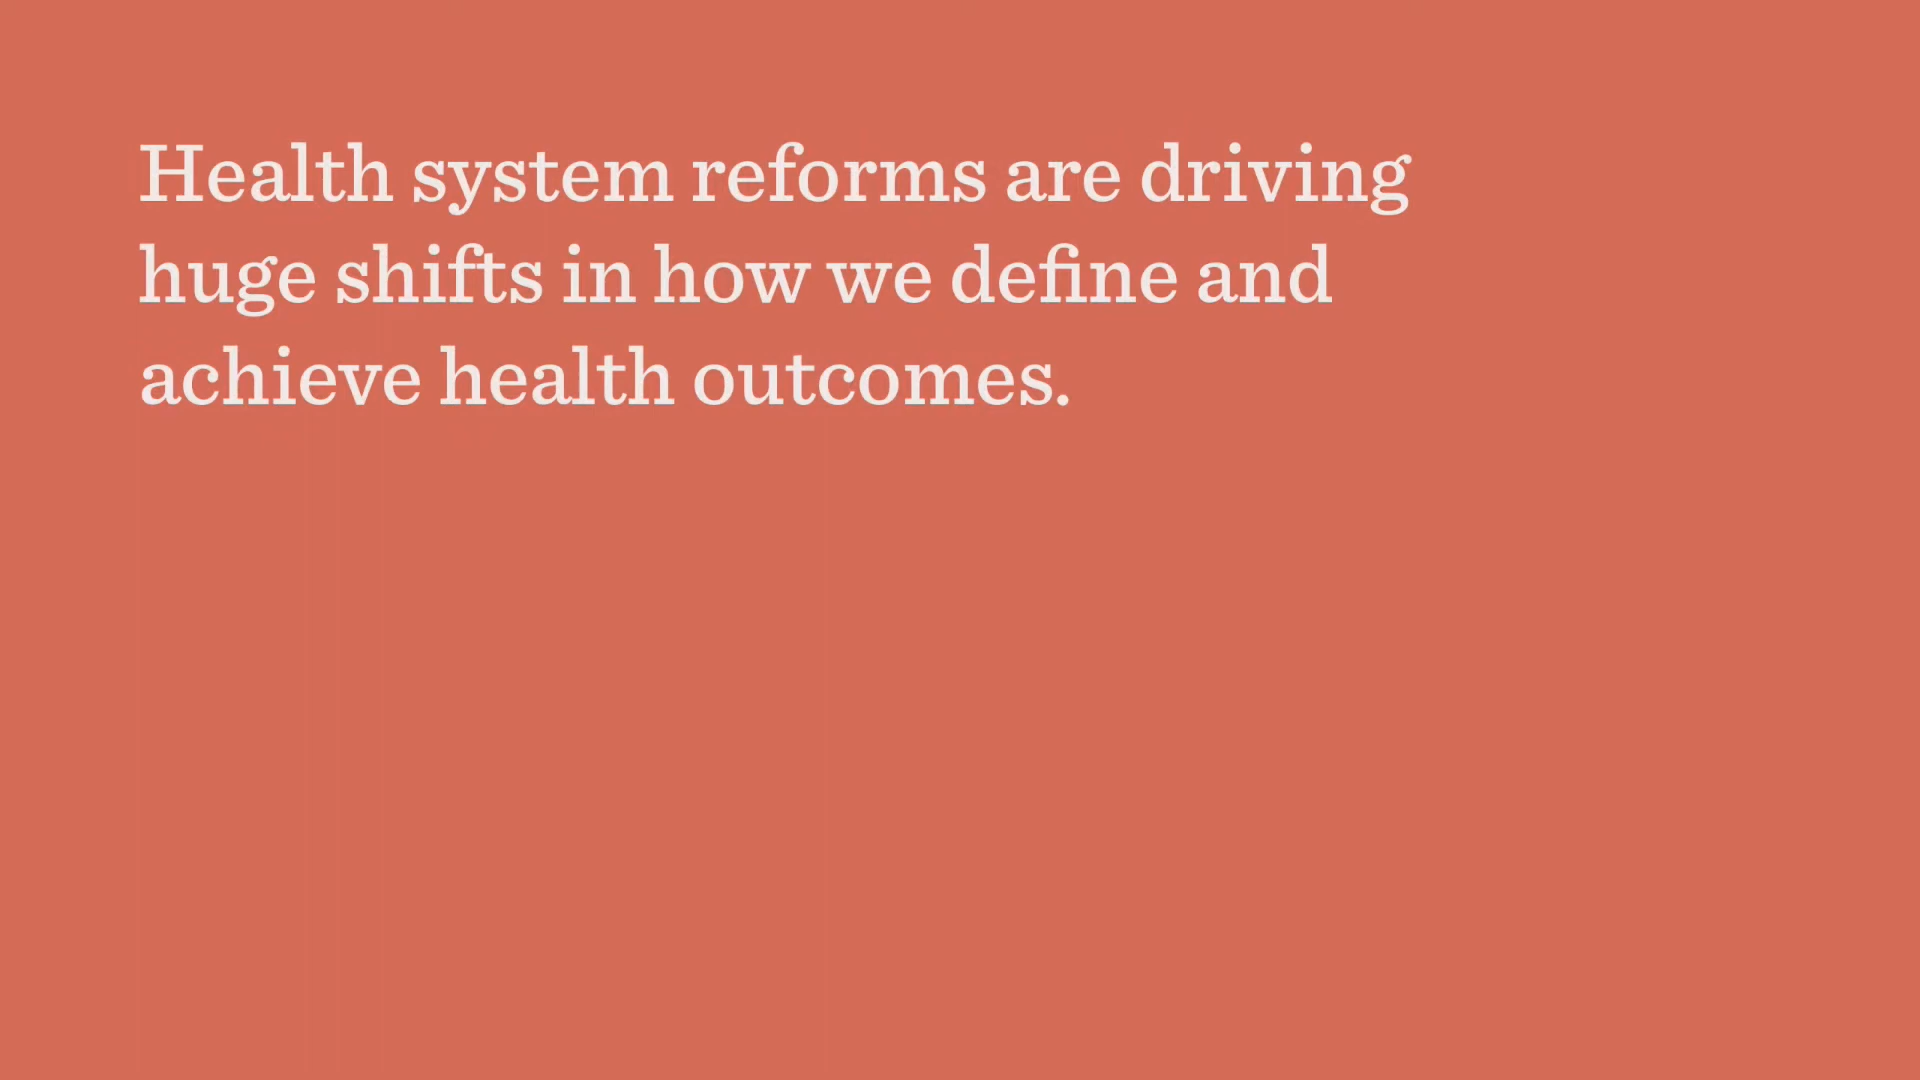 Health system reforms are driving
huge shifts in how we define and
achieve health outcomes.